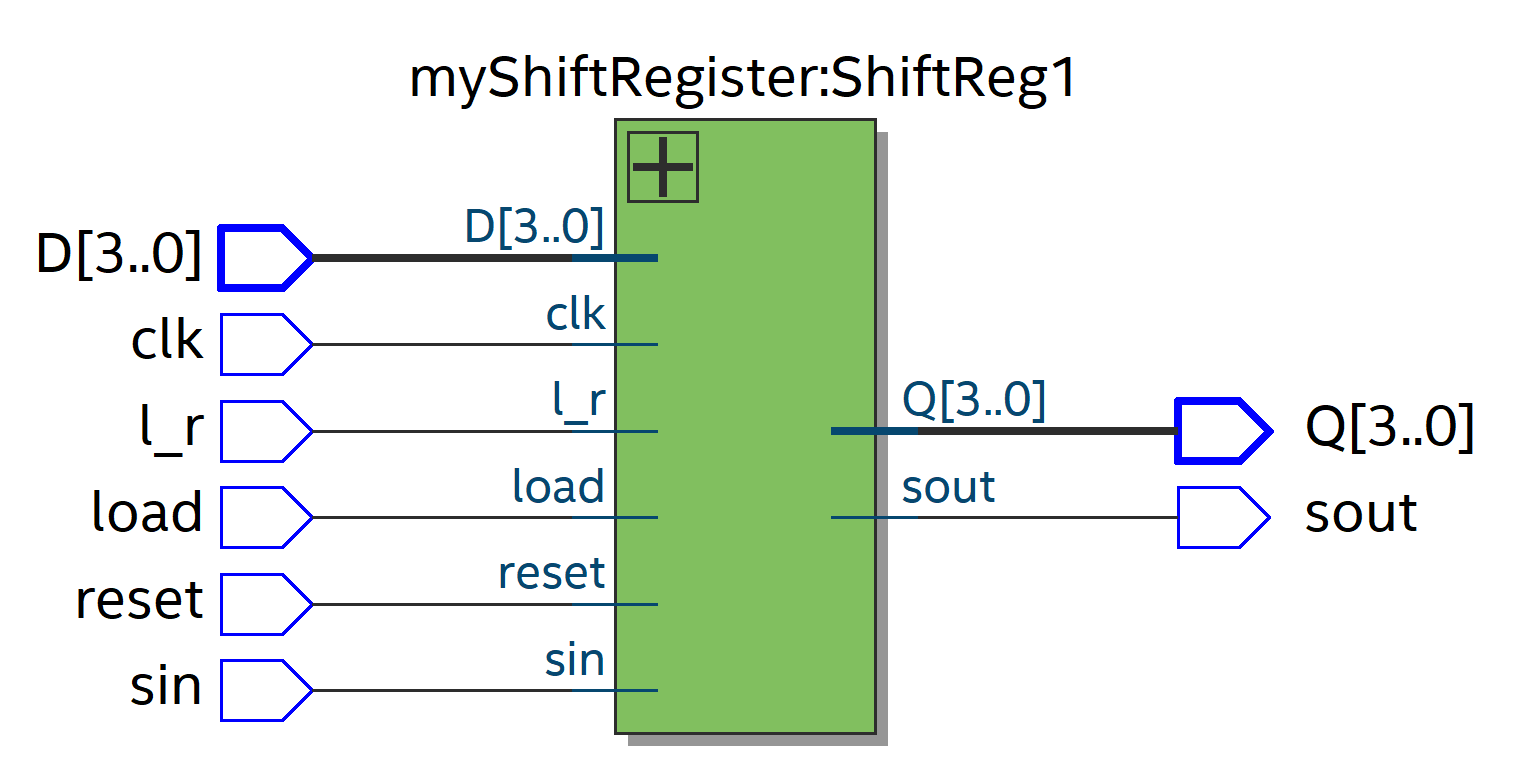 myShiftRegister:ShiftReg1
D[3..0]
D[3..0]
clk
clk
l_r
l_r
Q[3..0]
Q[3..0]
load
load
sout
sout
reset
reset
sin
sin